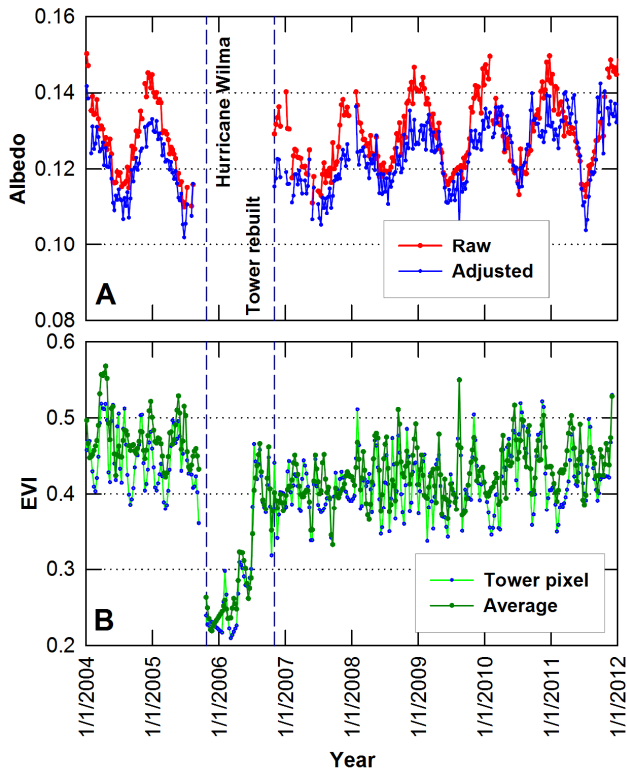 0.16
0.14
0.12
0.10
0.08
Albedo
Hurricane Wilma
Tower rebuilt
Raw
Adjusted
A
0.6
0.5
0.4
0.3
0.2
EVI
Tower pixel
Average
B
1/1/2004
1/1/2005
1/1/2006
1/1/2007
1/1/2008
1/1/2009
1/1/2010
1/1/2011
1/1/2012
Year